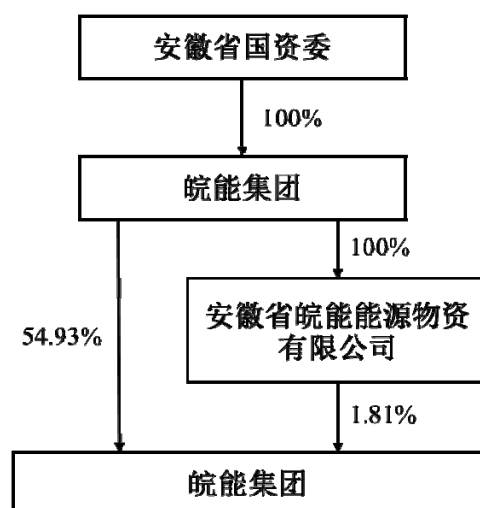 安徽省国资委
100%
皖能集团
100%
安徽省皖能能源物资
有限公司
54.93%
1.81%
皖能集团